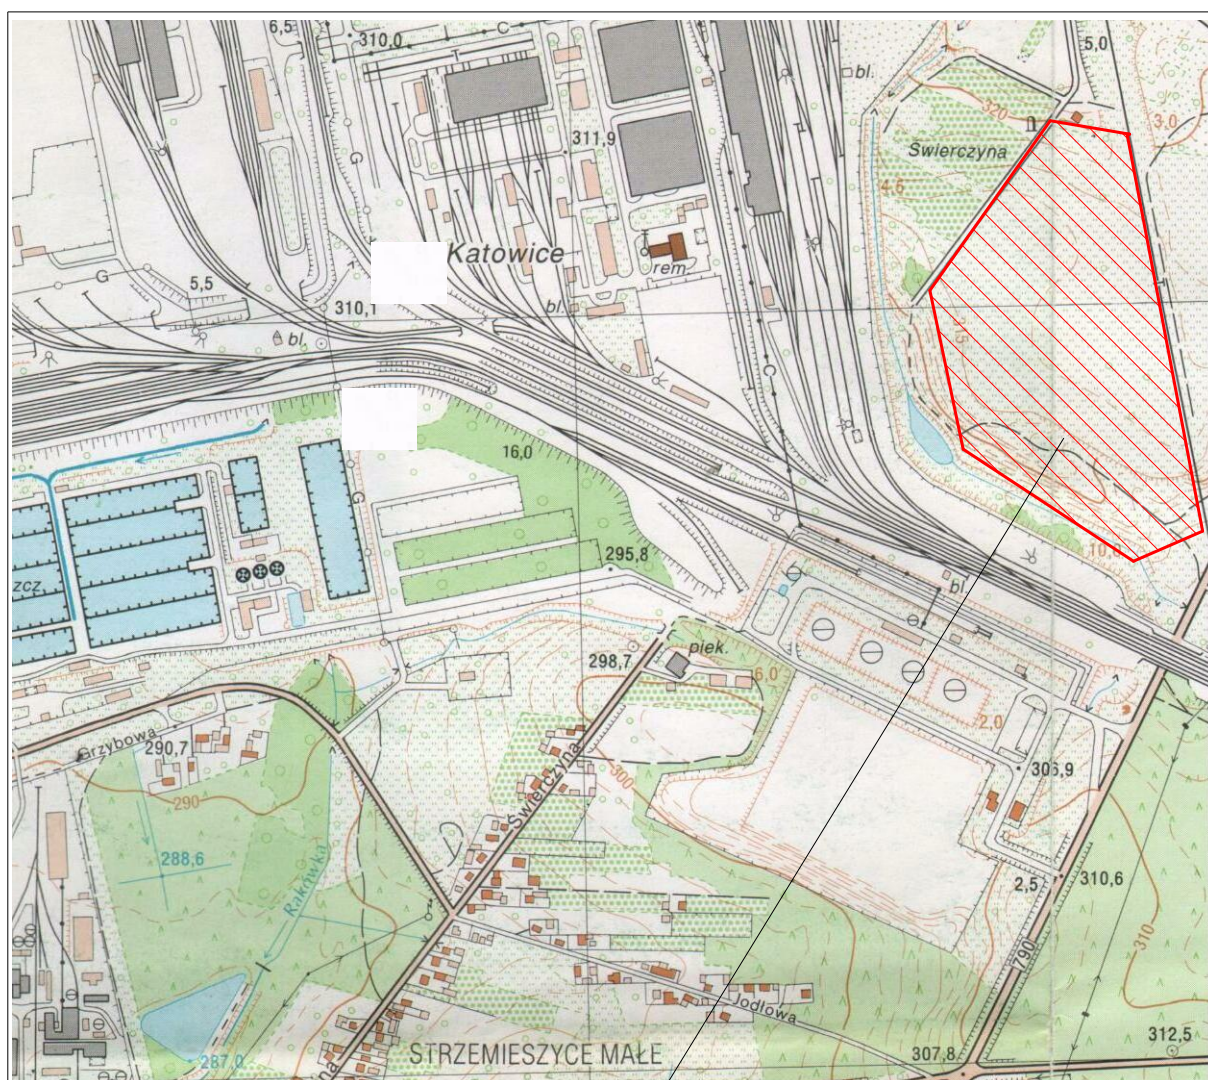 6,5
310,0
C
5,0
bl.
320
3,0
311,9
Świerczyna
4,6
Katowice
rem.
G
G
5,5
310,1
bl.
bl.
C
16,0
G
295,8
10,0
zcz.
bl.
298,7
piek.
6,0
2,0
Grzybowa
290,7
Świerczyna
300
306,9
290
288,6
Rakówka
2,5
310,6
310
790
Jodłowa
312,5
287,0
STRZEMIESZYCE MAŁE
307,8
na